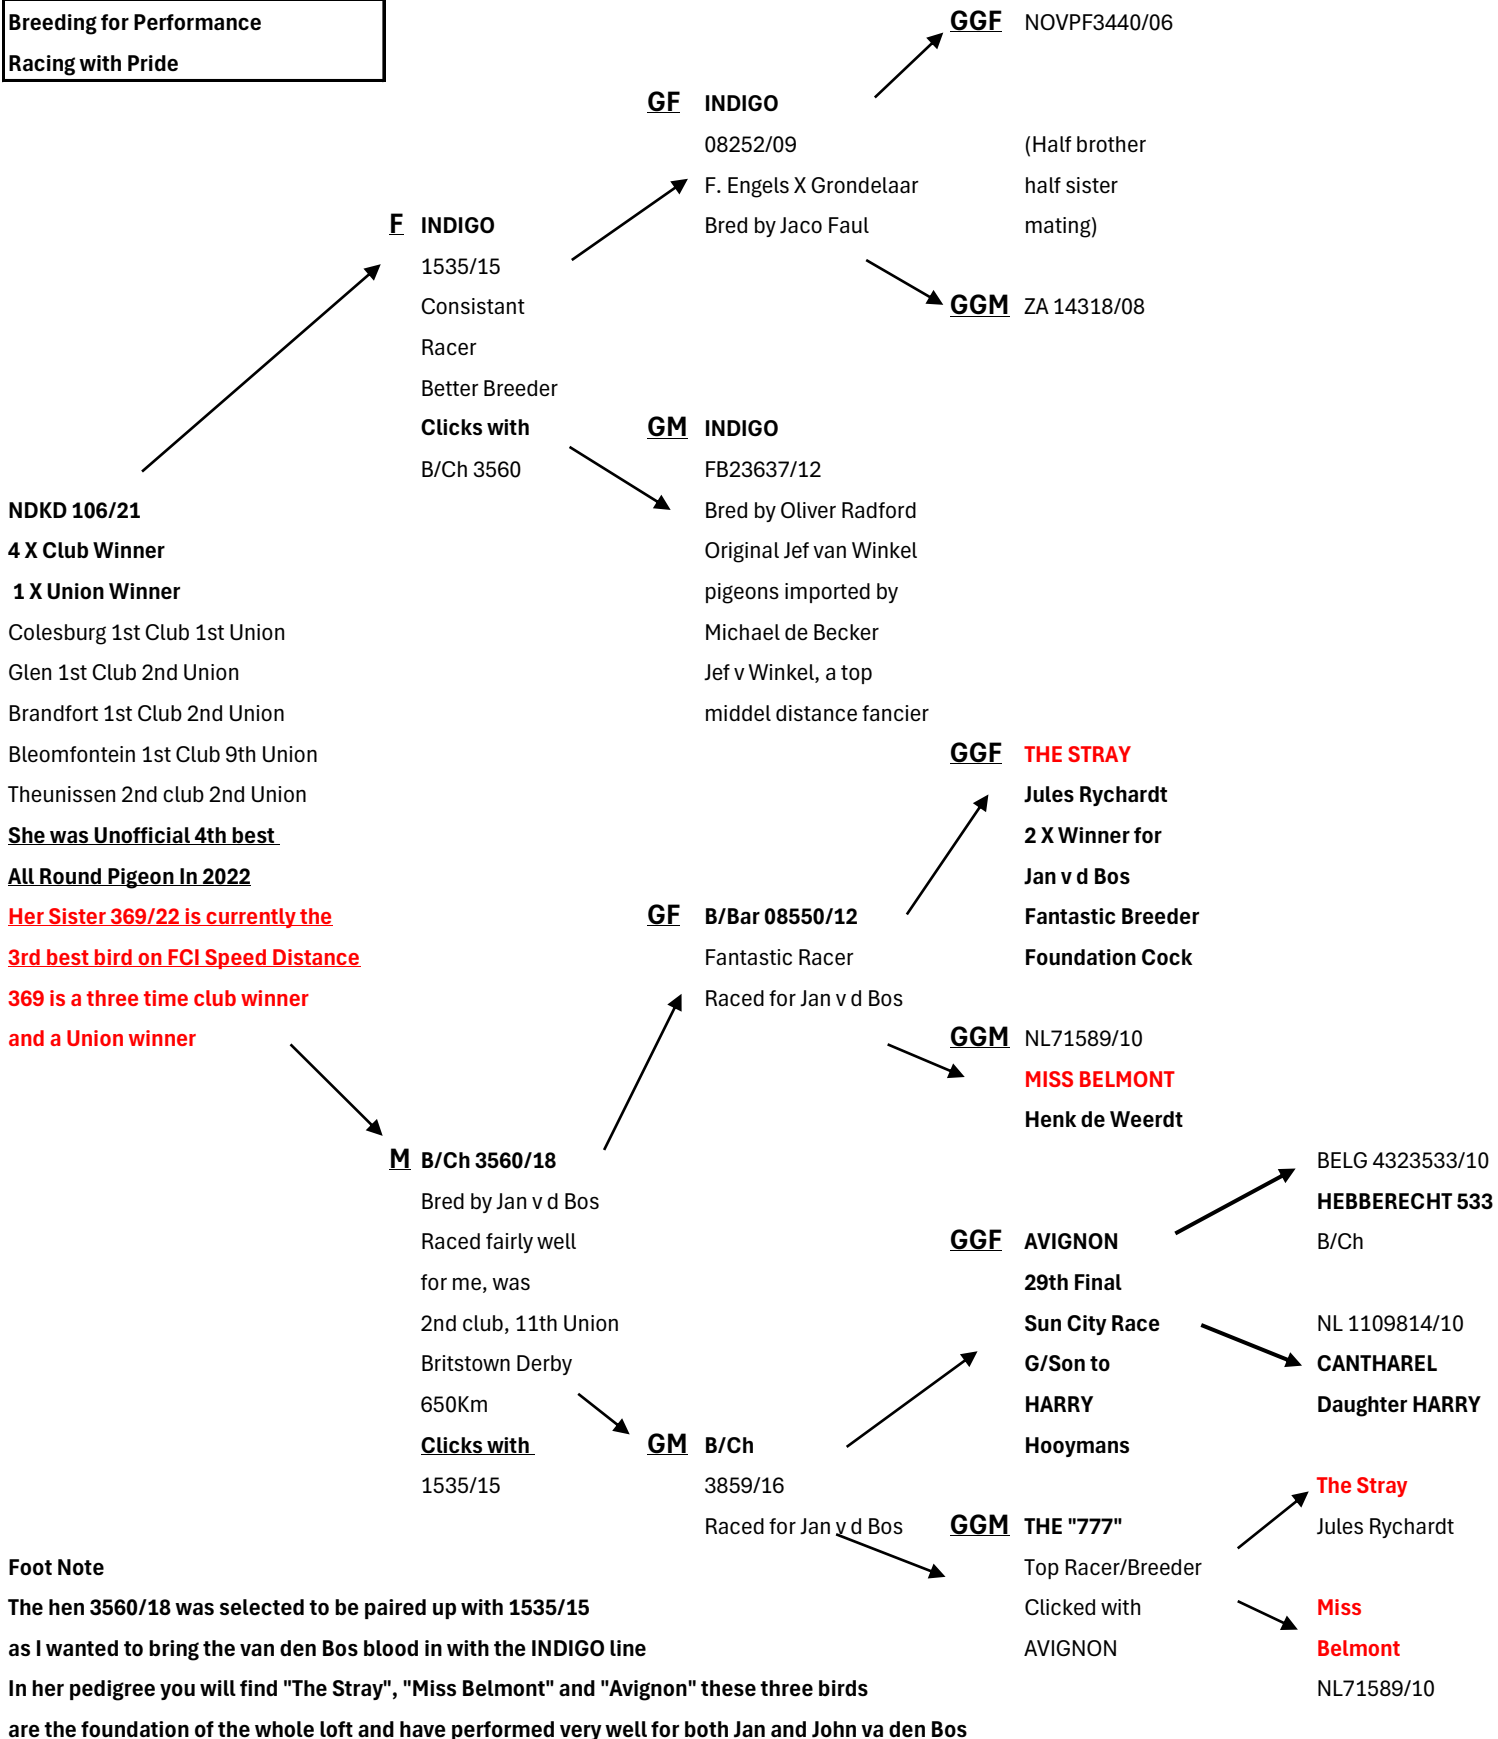 Breeding for Performance
Racing with Pride
GGF NOVPF3440/06
GF INDIGO
08252/09
F. Engels X Grondelaar
Bred by Jaco Faul
(Half brother
half sister
mating)
GGM ZA 14318/08
F INDIGO
1535/15
Consistant
Racer
Better Breeder
Clicks with
B/Ch 3560
GM INDIGO
FB23637/12
Bred by Oliver Radford
Original Jef van Winkel
pigeons imported by
Michael de Becker
Jef v Winkel, a top
middel distance fancier
NDKD 106/21
4 X Club Winner
1 X Union Winner
Colesburg 1st Club 1st Union
Glen 1st Club 2nd Union
Brandfort 1st Club 2nd Union
Bleomfontein 1st Club 9th Union
Theunissen 2nd club 2nd Union
She was Unofficial 4th best
All Round Pigeon In 2022
Her Sister 369/22 is currently the
3rd best bird on FCI Speed Distance
369 is a three time club winner
and a Union winner
GGF THE STRAY
Jules Rychardt
2 X Winner for
Jan v d Bos
Fantastic Breeder
Foundation Cock
GF B/Bar 08550/12
Fantastic Racer
Raced for Jan v d Bos
GGM NL71589/10
MISS BELMONT
Henk de Weerdt
M B/Ch 3560/18
Bred by Jan v d Bos
Raced fairly well
for me, was
2nd club, 11th Union
Britstown Derby
650Km
Clicks with
1535/15
GGF AVIGNON
29th Final
Sun City Race
G/Son to
HARRY
Hooymans
BELG 4323533/10
HEBBERECHT 533
B/Ch
NL 1109814/10
CANTHAREL
Daughter HARRY
GM B/Ch
3859/16
Raced for Jan v d Bos
GGM THE "777"
Top Racer/Breeder
Clicked with
AVIGNON
The Stray
Jules Rychardt
Miss
Belmont
NL71589/10
Foot Note
The hen 3560/18 was selected to be paired up with 1535/15
as I wanted to bring the van den Bos blood in with the INDIGO line
In her pedigree you will find "The Stray", "Miss Belmont" and "Avignon" these three birds
are the foundation of the whole loft and have performed very well for both Jan and John va den Bos